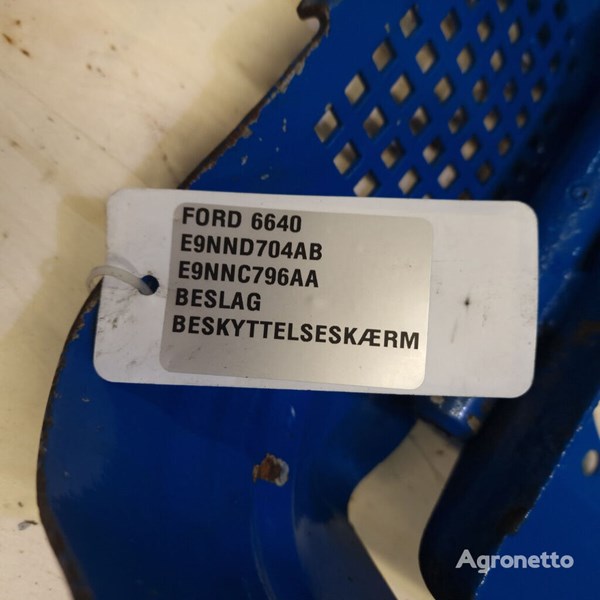 FORD 6640
E9NND704AB
E9NNC796AA
BESLAG
BESKYTTELSESKÆRM
Agronetto